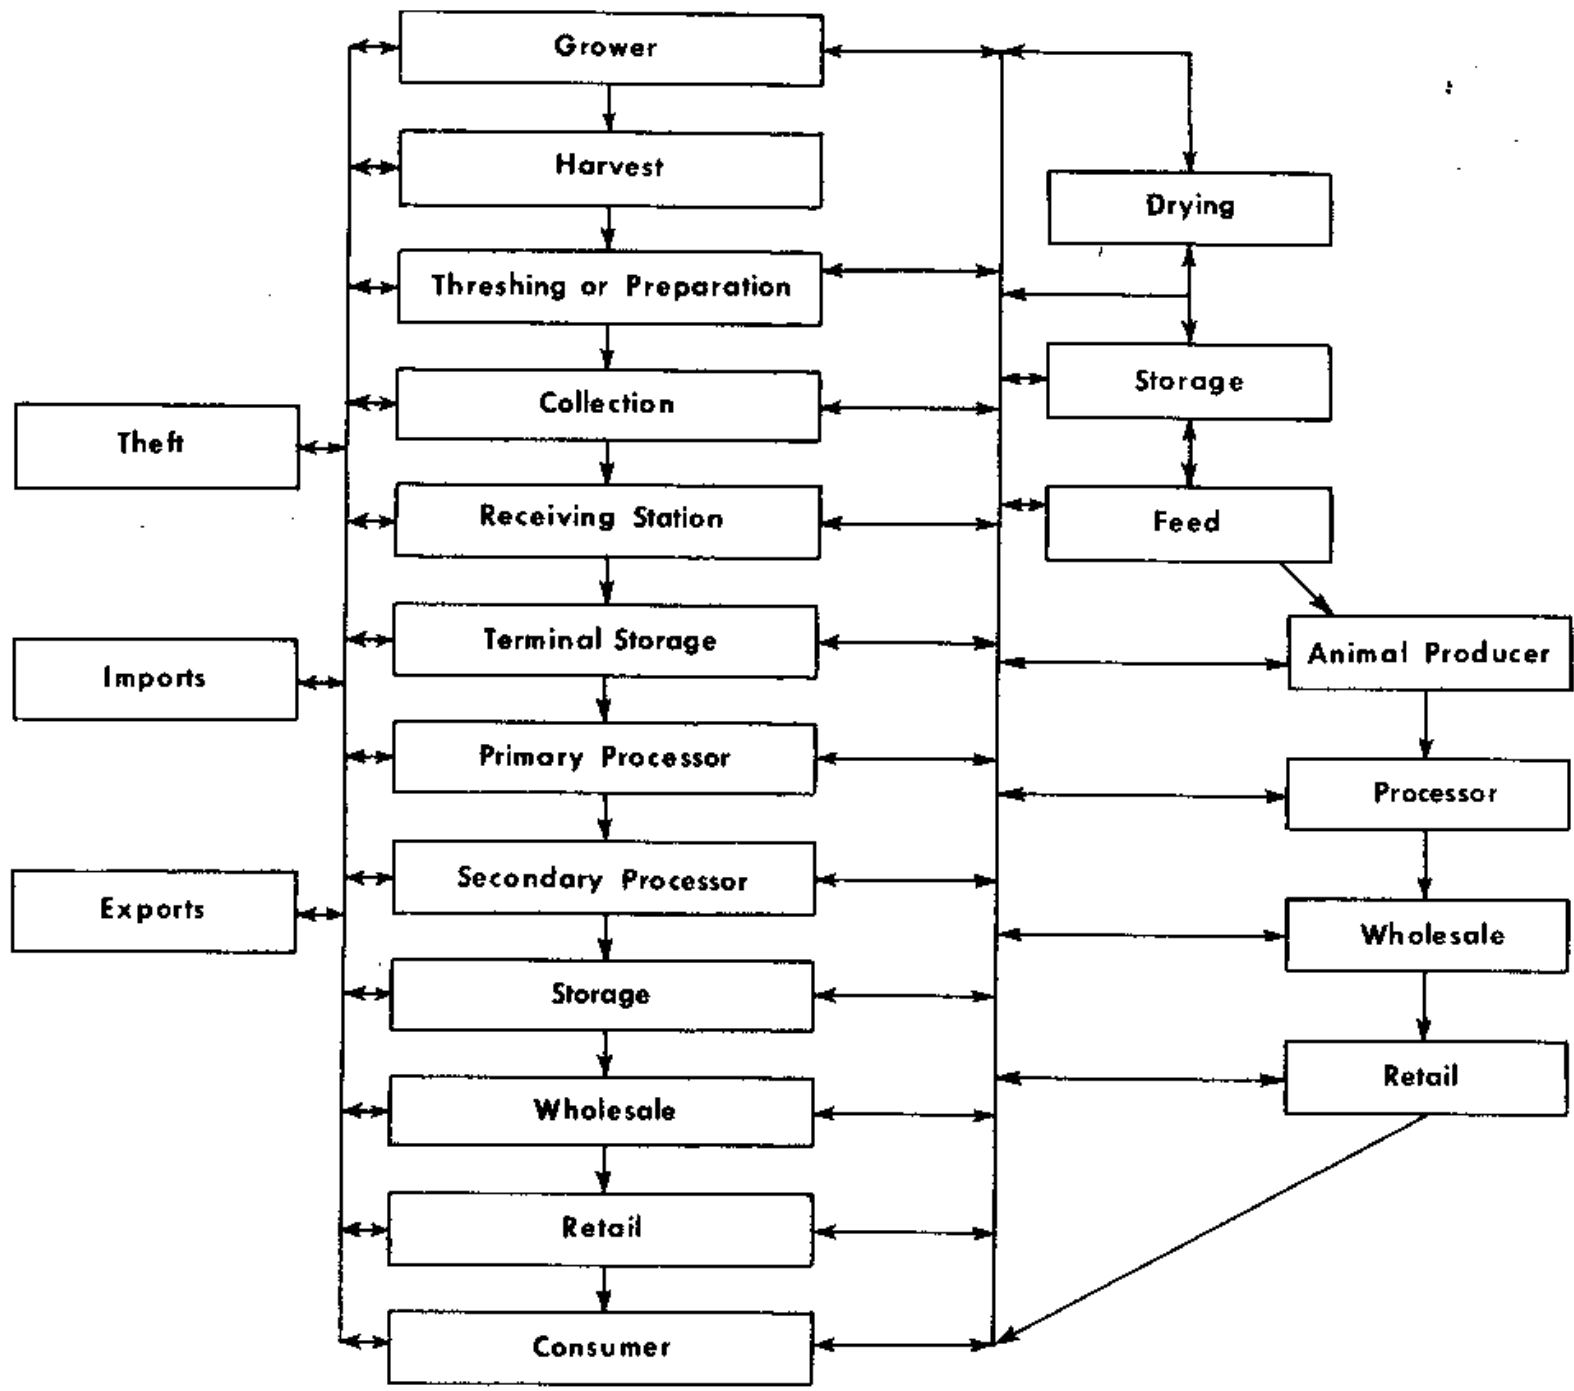 Grower
Harvest
Threshing or Preparation
Collection
Receiving Station
Terminal Storage
Primary Processor
Secondary Processor
Storage
Wholesale
Retail
Consumer
Theft
Imports
Exports
Drying
Storage
Feed
Animal Producer
Processor
Wholesale
Retail